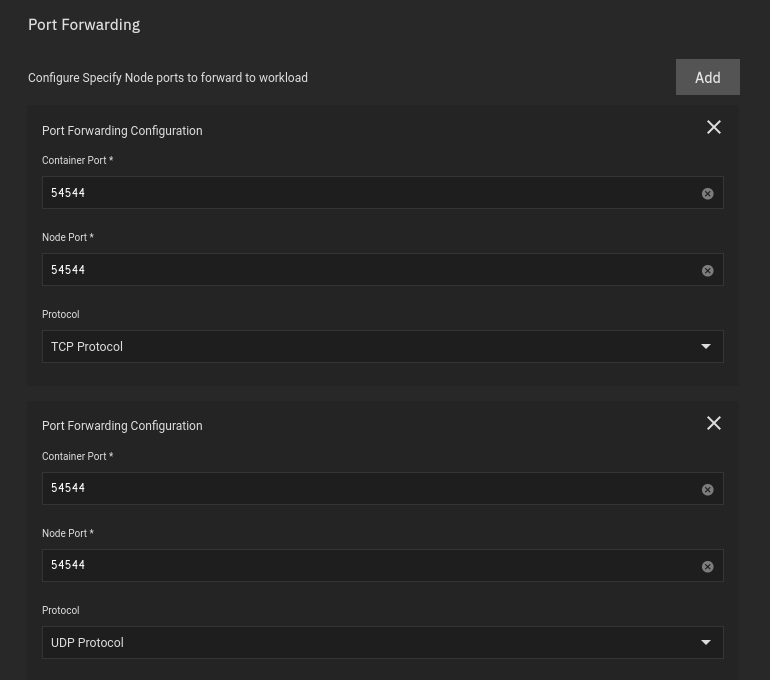 Port Forwarding
Configure Specify Node ports to forward to workload
Add
Port Forwarding Configuration
Container Port *
54544
Node Port *
54544
Protocol
TCP Protocol
Port Forwarding Configuration
Container Port *
54544
Node Port *
54544
Protocol
UDP Protocol